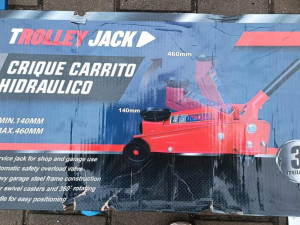 TROLLEY JACK
460mm
CRIQUE CARRITO
HIDRAULICO
140mm
MIN.140MM
MAX.460MM
rvice jack for shop and garage use
tomatic safety overload valve
avy garage steel frame construction
r swivel casters and 360° rotating
for easy positioning
3